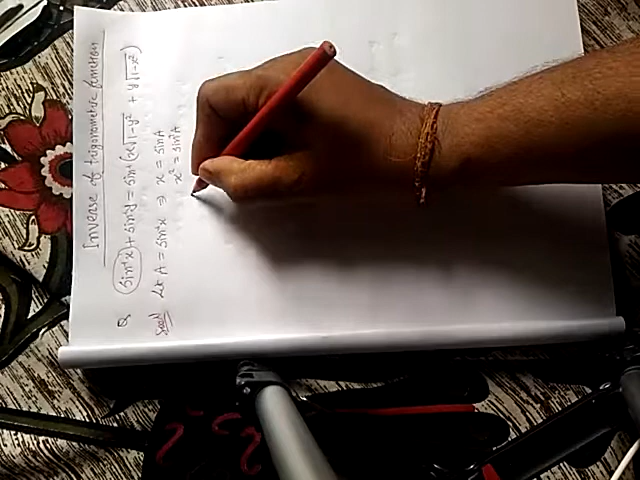 Inverse of trigonometric function
Q. sin⁻¹x + sin⁻¹y = sin⁻¹(x√1-y² + y√1-x²)
Soln Let A = sin⁻¹x ⇒ x = sinA
x² = sin²A